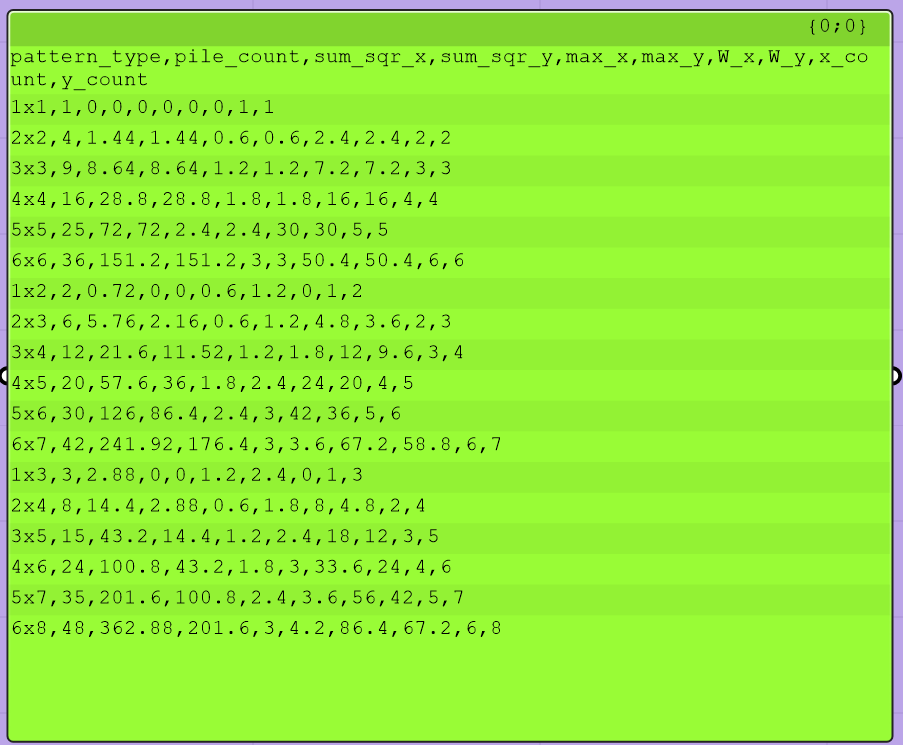 {0;0}
pattern_type,pile_count,sum_sqr_x,sum_sqr_y,max_x,max_y,W_x,W_y,x_co
unt,y_count
1x1,1,0,0,0,0,0,0,1,1
2x2,4,1.44,1.44,0.6,0.6,2.4,2.4,2,2
3x3,9,8.64,8.64,1.2,1.2,7.2,7.2,3,3
4x4,16,28.8,28.8,1.8,1.8,16,16,4,4
5x5,25,72,72,2.4,2.4,30,30,5,5
6x6,36,151.2,151.2,3,3,50.4,50.4,6,6
1x2,2,0.72,0,0,0.6,1.2,0,1,2
2x3,6,5.76,2.16,0.6,1.2,4.8,3.6,2,3
3x4,12,21.6,11.52,1.2,1.8,12,9.6,3,4
4x5,20,57.6,36,1.8,2.4,24,20,4,5
5x6,30,126,86.4,2.4,3,42,36,5,6
6x7,42,241.92,176.4,3,3.6,67.2,58.8,6,7
1x3,3,2.88,0,0,1.2,2.4,0,1,3
2x4,8,14.4,2.88,0.6,1.8,8,4.8,2,4
3x5,15,43.2,14.4,1.2,2.4,18,12,3,5
4x6,24,100.8,43.2,1.8,3,33.6,24,4,6
5x7,35,201.6,100.8,2.4,3.6,56,42,5,7
6x8,48,362.88,201.6,3,4.2,86.4,67.2,6,8